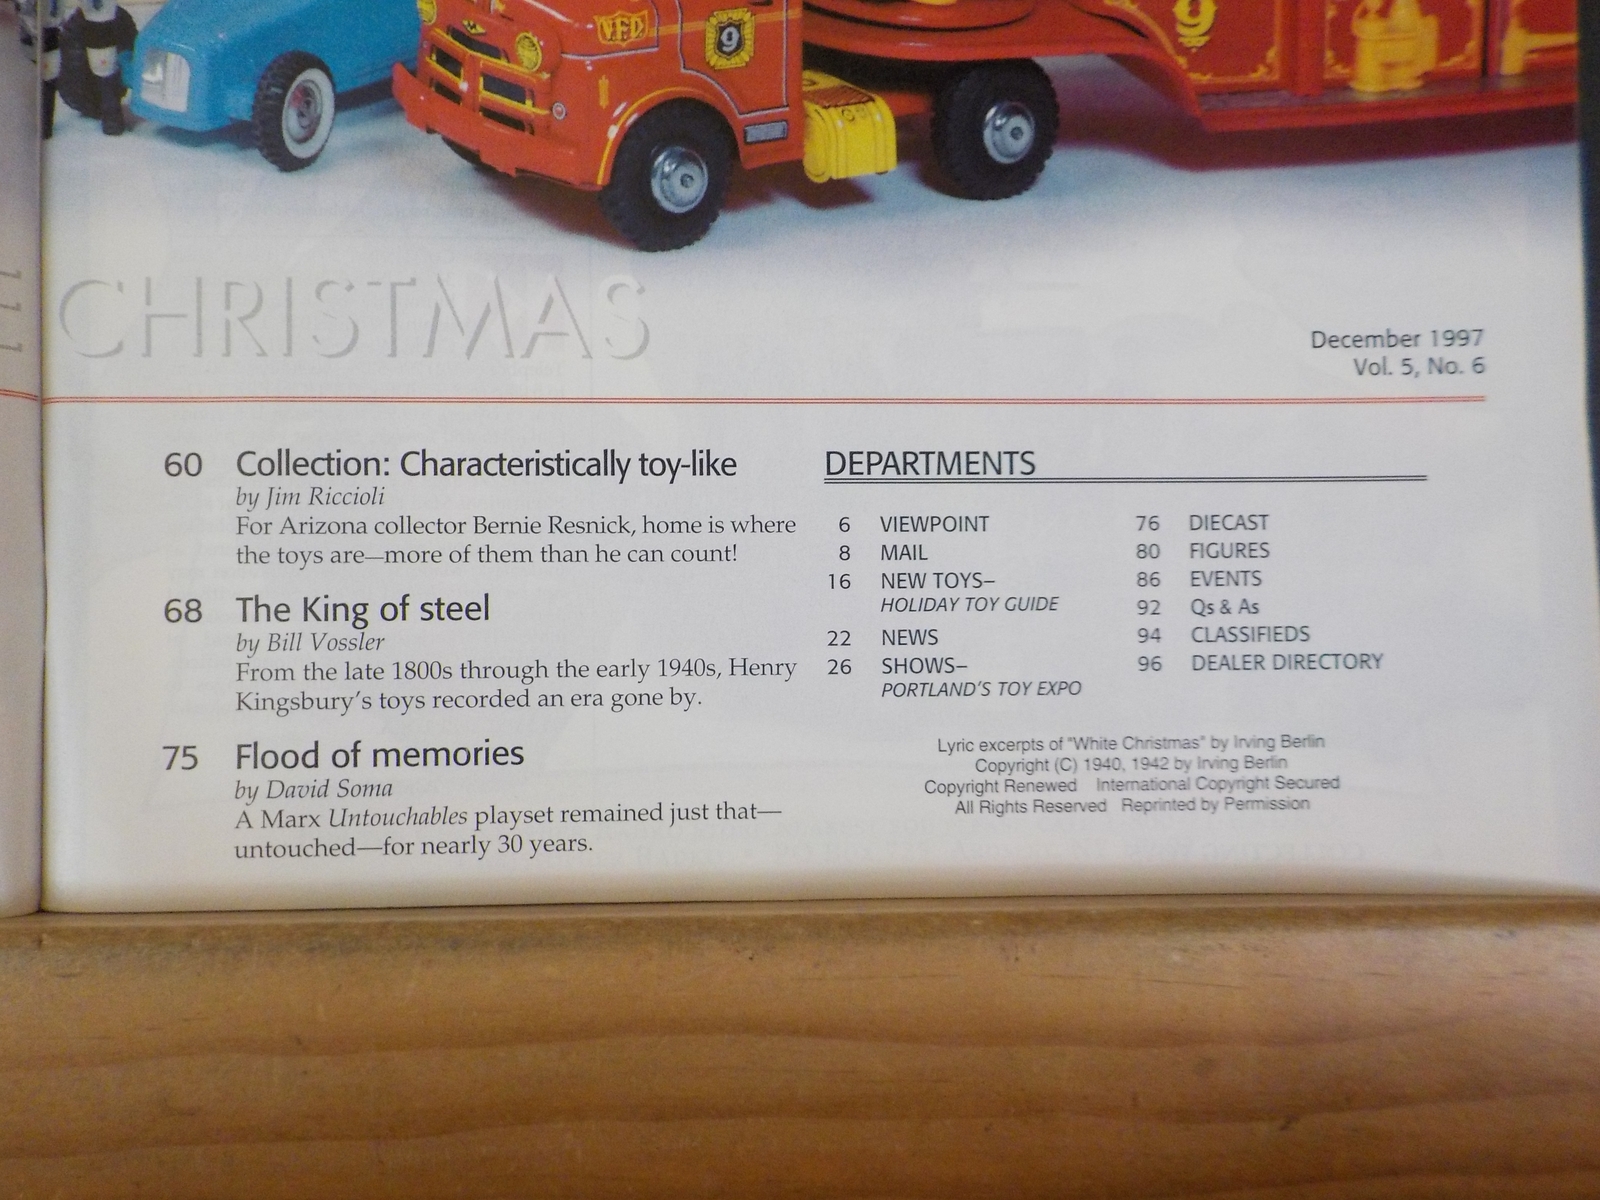 V.F.D.
9
9
CHRISTMAS
December 1997
Vol. 5, No. 6
60 Collection: Characteristically toy-like
by Jim Riccioli
For Arizona collector Bernie Resnick, home is where
the toys are—more of them than he can count!
68 The King of steel
by Bill Vossler
From the late 1800s through the early 1940s, Henry
Kingsbury's toys recorded an era gone by.
75 Flood of memories
by David Soma
A Marx Untouchables playset remained just that—
untouched—for nearly 30 years.
DEPARTMENTS
6 VIEWPOINT
8 MAIL
16 NEW TOYS–
HOLIDAY TOY GUIDE
22 NEWS
26 SHOWS–
PORTLAND'S TOY EXPO
76 DIECAST
80 FIGURES
86 EVENTS
92 Qs & As
94 CLASSIFIEDS
96 DEALER DIRECTORY
Lyric excerpts of "White Christmas" by Irving Berlin
Copyright (C) 1940, 1942 by Irving Berlin
Copyright Renewed International Copyright Secured
All Rights Reserved Reprinted by Permission